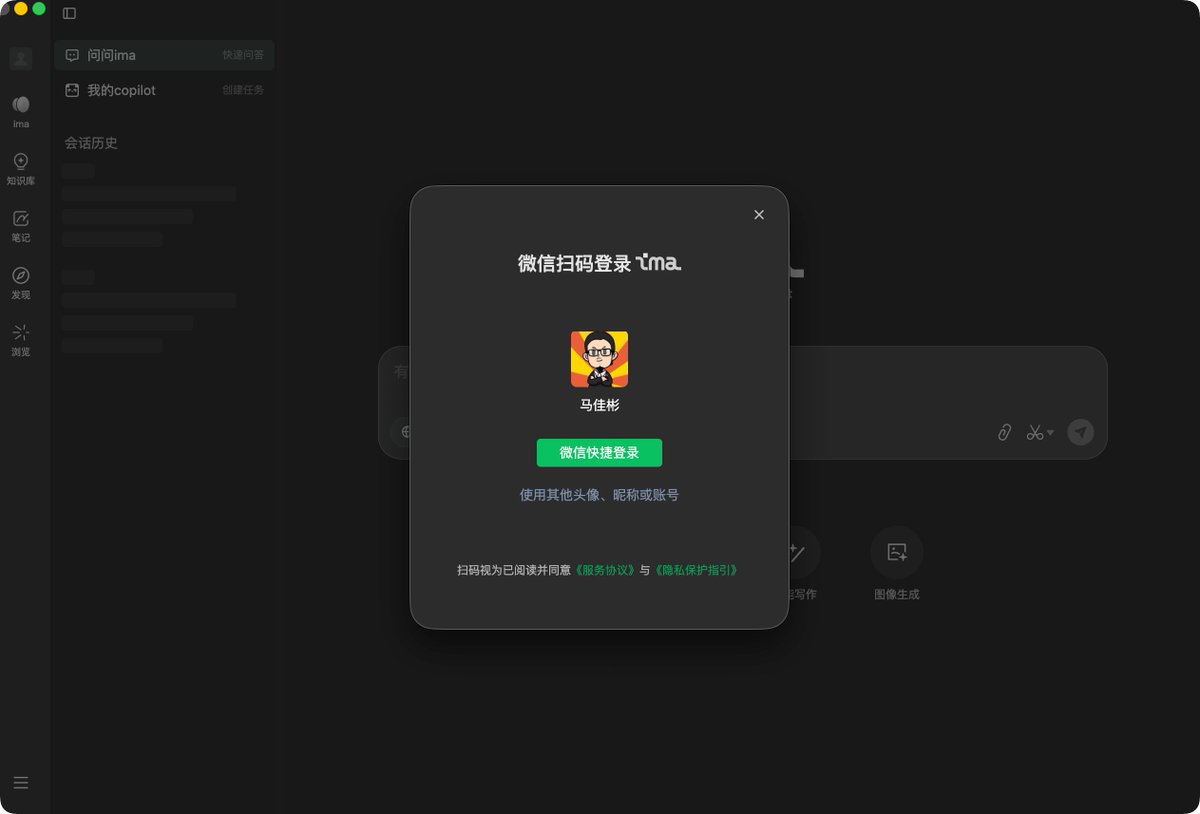 问问ima
快速问答
我的copilot
创建任务
会话历史
ima
知识库
笔记
发现
浏览
微信扫码登录 ima.
马佳彬
微信快捷登录
使用其他头像、昵称或账号
扫码视为已阅读并同意《服务协议》与《隐私保护指引》
有
能写作
图像生成